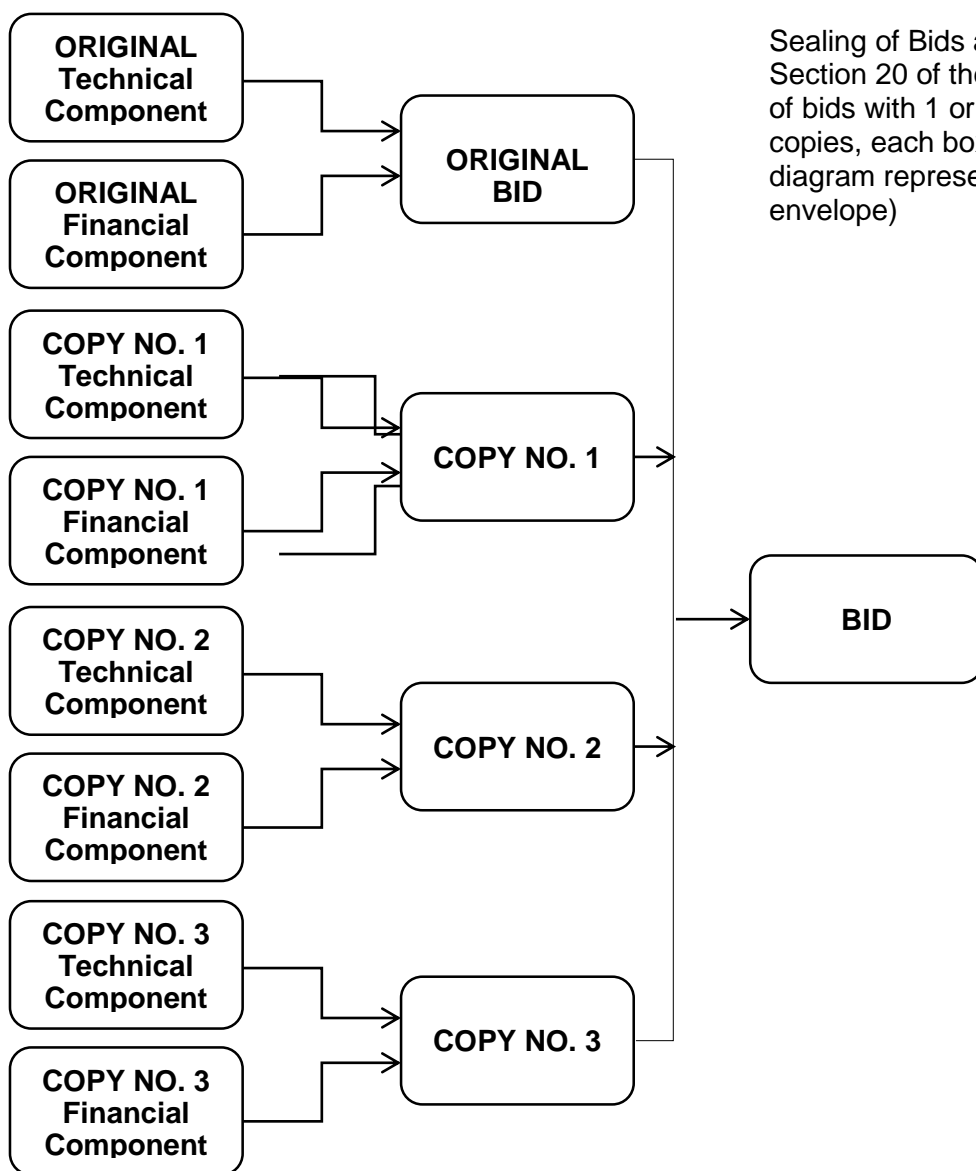 ORIGINAL
Technical
Component
ORIGINAL
Financial
Component
ORIGINAL
BID
COPY NO. 1
Technical
Component
COPY NO. 1
Financial
Component
COPY NO. 1
COPY NO. 2
Technical
Component
COPY NO. 2
Financial
Component
COPY NO. 2
COPY NO. 3
Technical
Component
COPY NO. 3
Financial
Component
COPY NO. 3
BID
Sealing of Bids
Section 20 of
of bids with 1 or
copies, each
diagram
envelope)